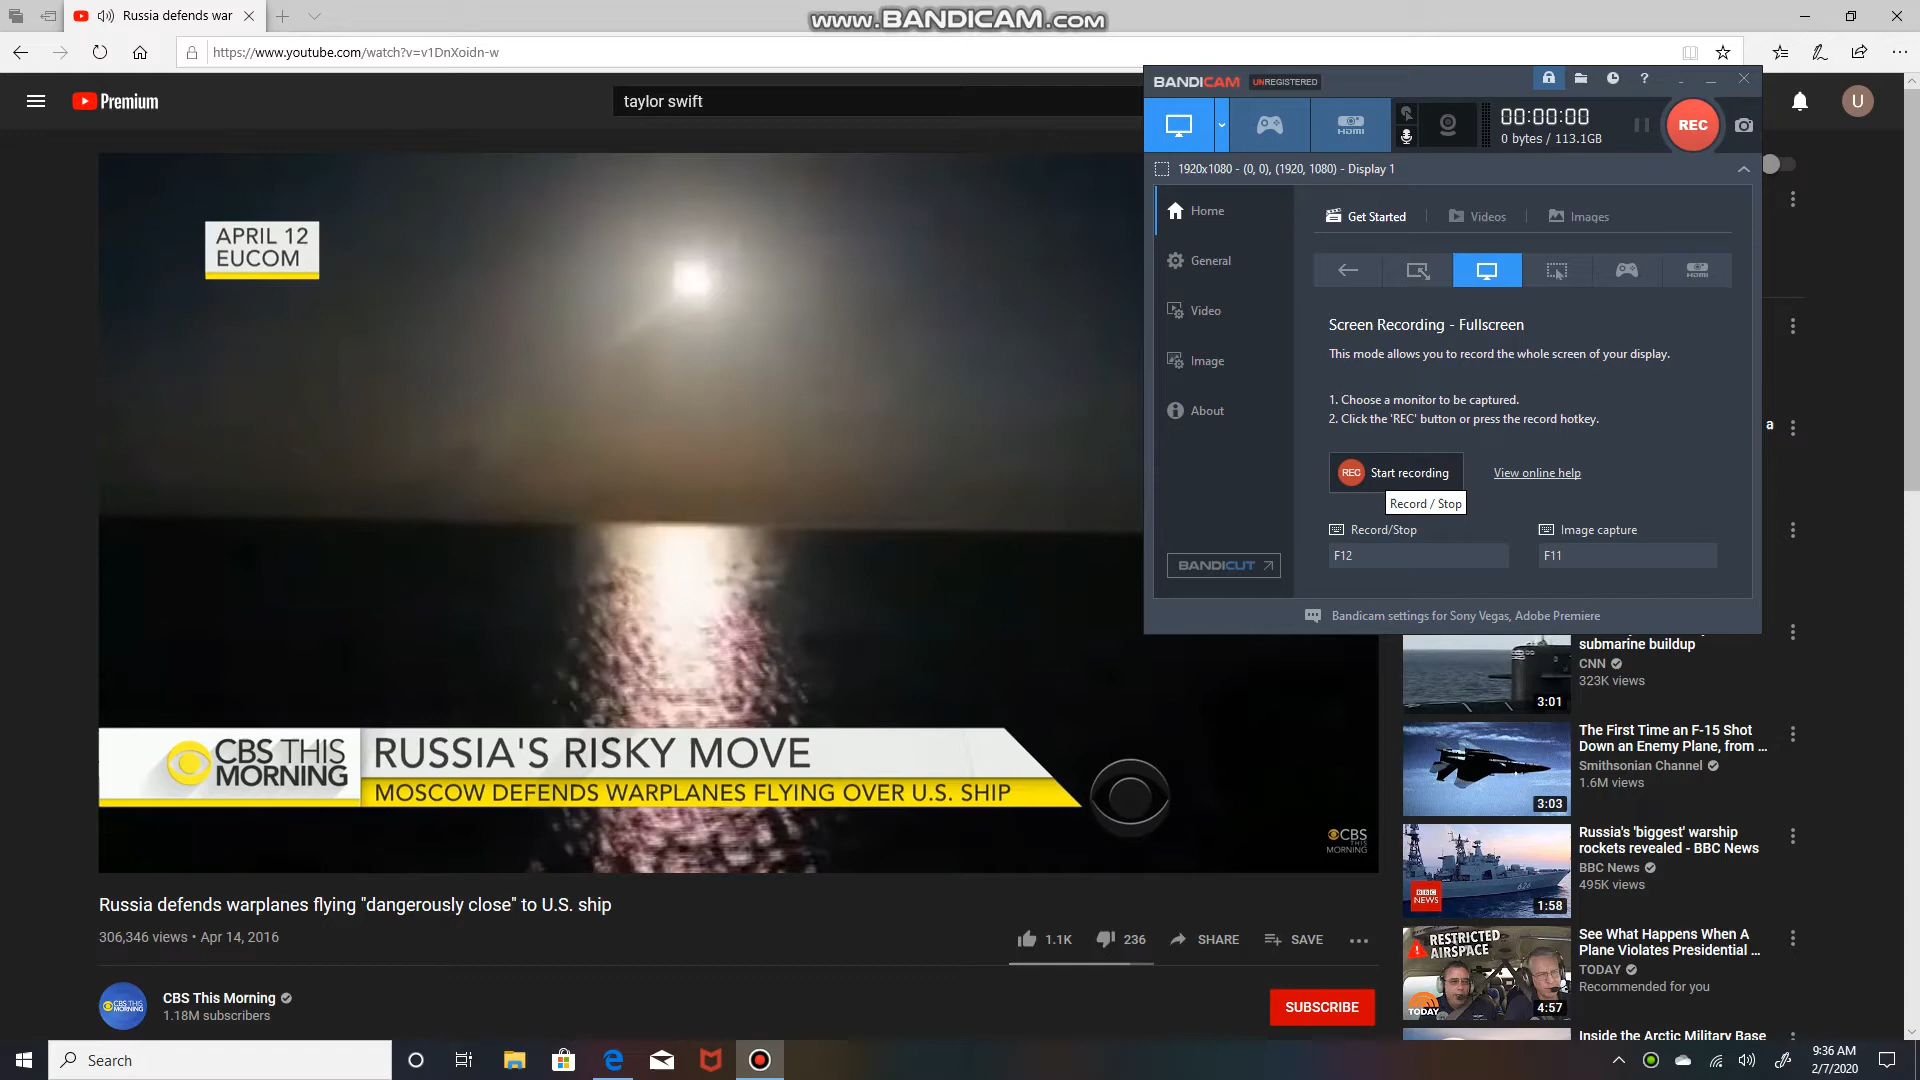 Russia defends war
www.BANDICAM.com
https://www.youtube.com/watch?v=v1DnXoidn-w
Premium
taylor swift
U
BANDICAM UNREGISTERED
?
HDMI
00:00:00
0 bytes / 113.1GB
REC
1920x1080 - (0, 0), (1920, 1080) - Display 1
Home
General
Video
Image
About
BANDICUT
Get Started
Videos
Images
HDMI
Screen Recording - Fullscreen
This mode allows you to record the whole screen of your display.
1. Choose a monitor to be captured.
2. Click the 'REC' button or press the record hotkey.
REC Start recording
View online help
Record / Stop
Record/Stop
Image capture
F12
F11
Bandicam settings for Sony Vegas, Adobe Premiere
a
APRIL 12
EUCOM
CBS THIS
MORNING
RUSSIA'S RISKY MOVE
MOSCOW DEFENDS WARPLANES FLYING OVER U.S. SHIP
CBS
THIS
MORNING
Russia defends warplanes flying "dangerously close" to U.S. ship
306,346 views • Apr 14, 2016
1.1K
236
SHARE
SAVE
CBS This Morning
1.18M subscribers
SUBSCRIBE
submarine buildup
CNN
323K views
3:01
The First Time an F-15 Shot
Down an Enemy Plane, from ...
Smithsonian Channel
1.6M views
3:03
Russia's 'biggest' warship
rockets revealed - BBC News
BBC News
495K views
626
BBC
NEWS
1:58
See What Happens When A
Plane Violates Presidential ...
TODAY
Recommended for you
RESTRICTED
AIRSPACE
TODAY
4:57
Inside the Arctic Military Base
Search
9:36 AM
2/7/2020